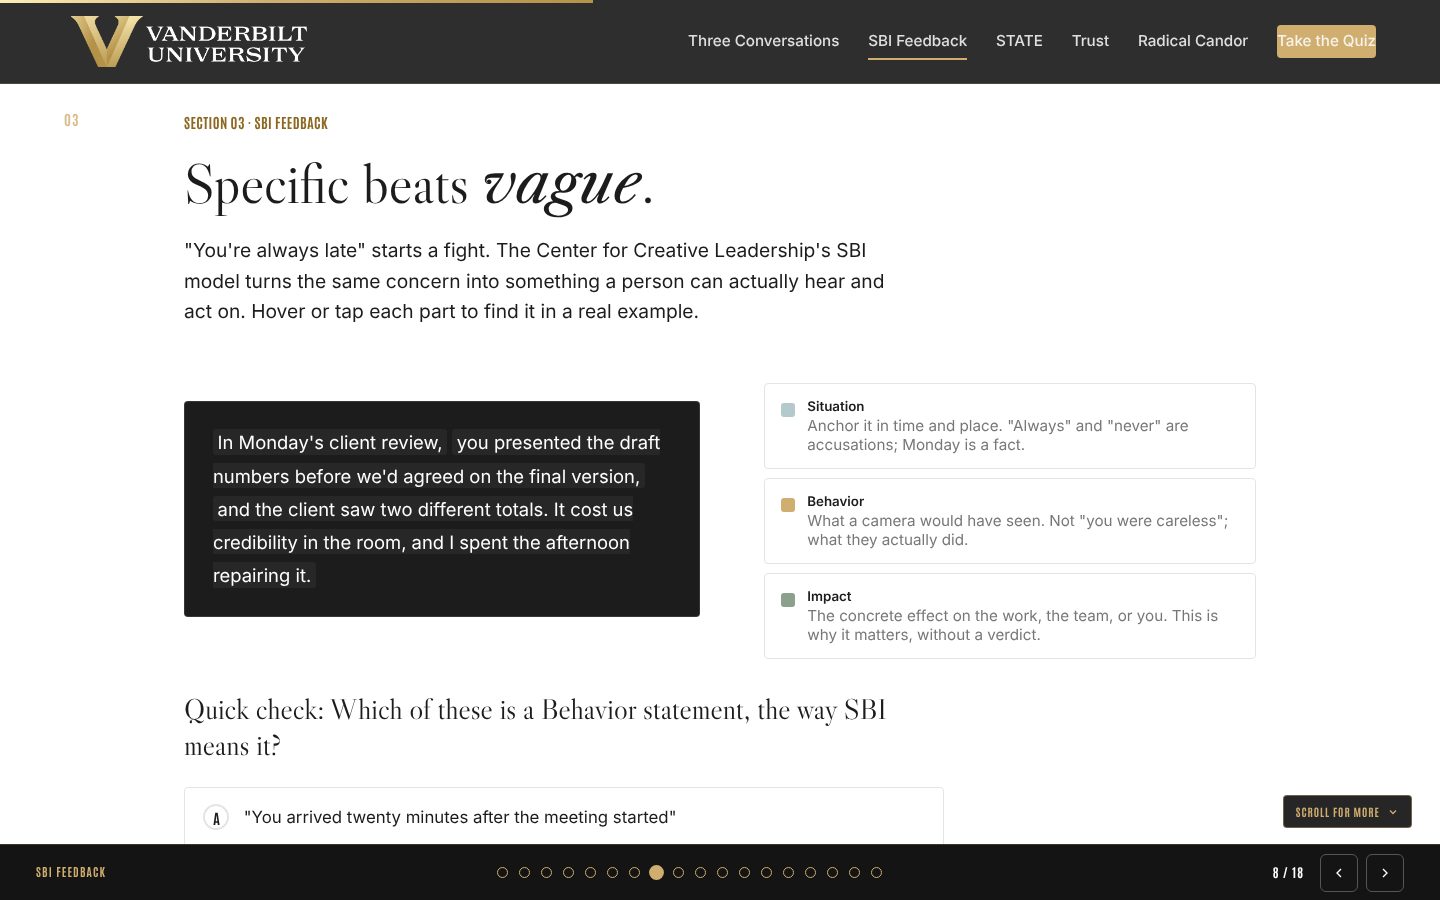 VANDERBILT
UNIVERSITY
Three Conversations
SBI Feedback
STATE
Trust
Radical Candor
Take the Quiz
03
SECTION 03 · SBI FEEDBACK
Specific beats vague.
"You're always late" starts a fight. The Center for Creative Leadership's SBI
model turns the same concern into something a person can actually hear and
act on. Hover or tap each part to find it in a real example.
In Monday's client review, you presented the draft
numbers before we'd agreed on the final version,
and the client saw two different totals. It cost us
credibility in the room, and I spent the afternoon
repairing it.
Situation
Anchor it in time and place. "Always" and "never" are
accusations; Monday is a fact.
Behavior
What a camera would have seen. Not "you were careless";
what they actually did.
Impact
The concrete effect on the work, the team, or you. This is
why it matters, without a verdict.
Quick check: Which of these is a Behavior statement, the way SBI
means it?
A "You arrived twenty minutes after the meeting started"
SCROLL FOR MORE
SBI FEEDBACK
8 / 18